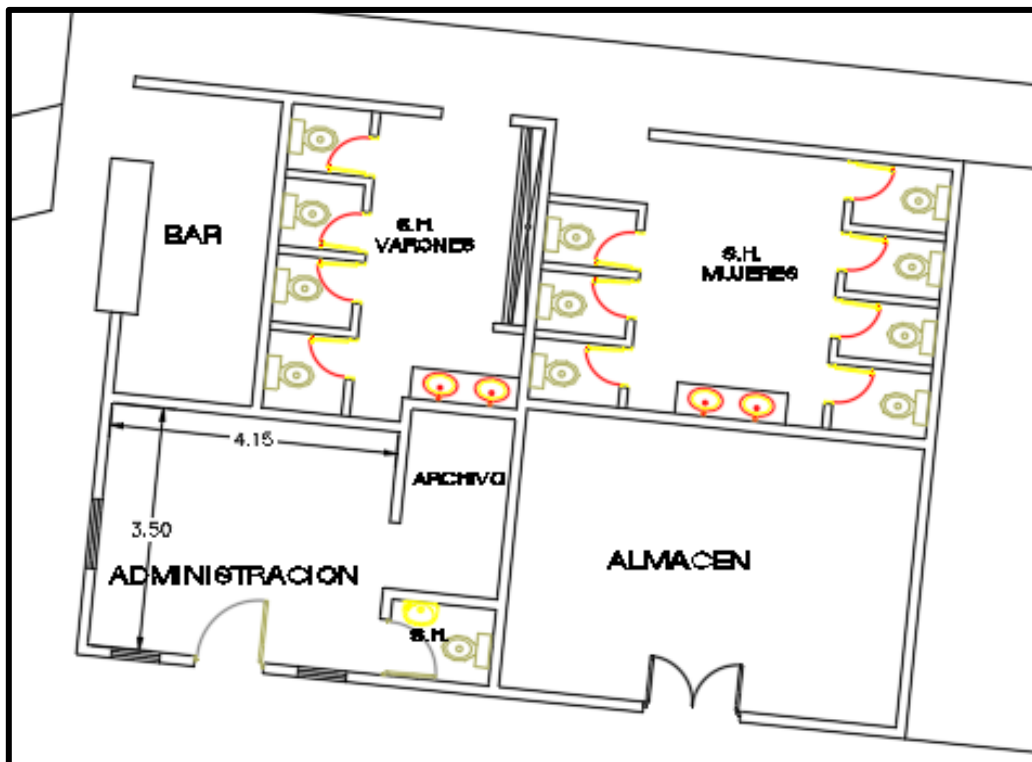 BAR
S.H.
VARONES
S.H.
MUJERES
4.15
ARCHIVO
3.50
ADMINISTRACION
ALMACEN
S.H.